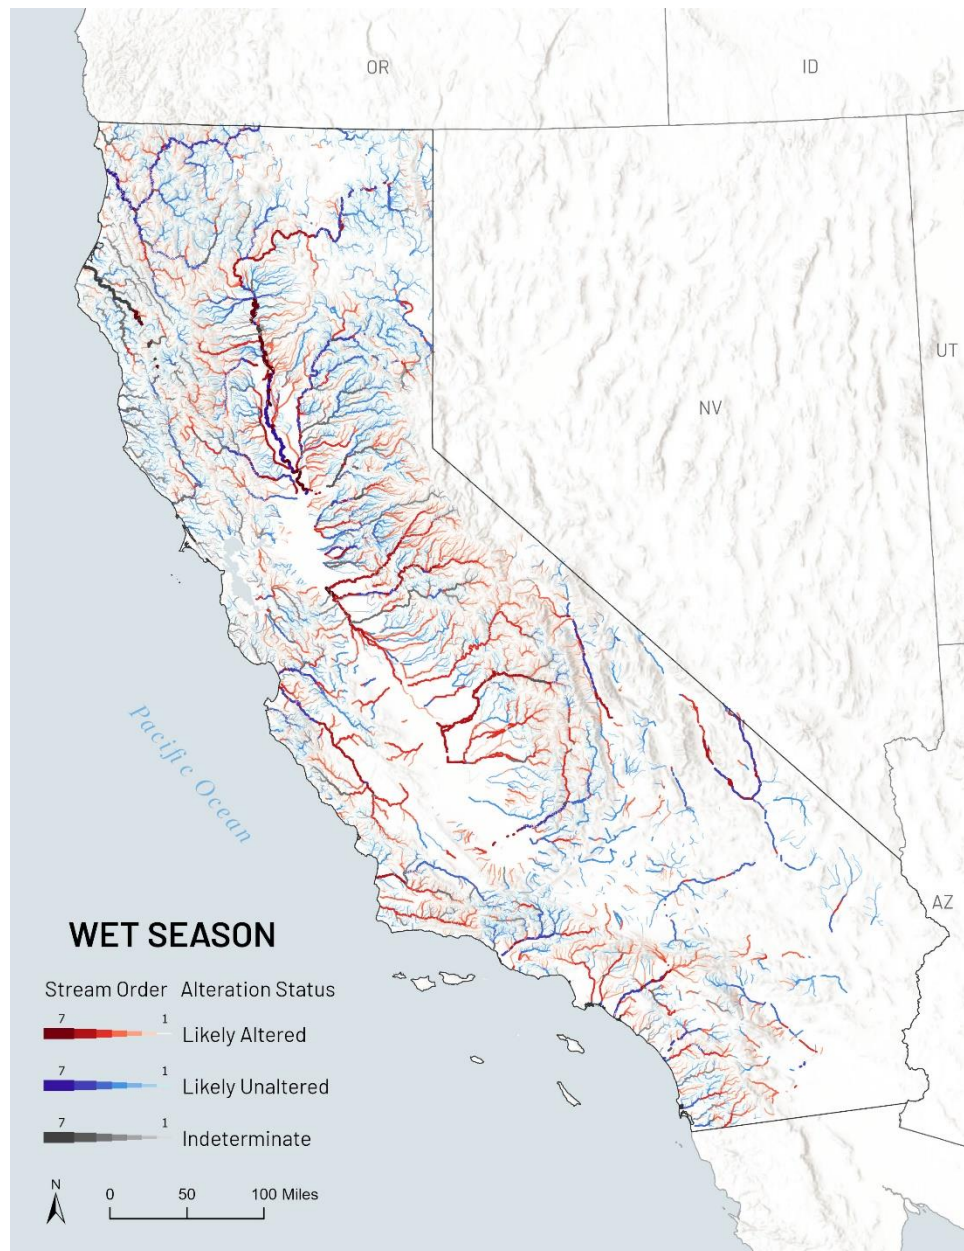 OR
ID
UT
NV
Pacific Ocean
AZ
WET SEASON
Stream Order Alteration Status
7 1
Likely Altered
7 1
Likely Unaltered
7 1
Indeterminate
N
0 50 100 Miles